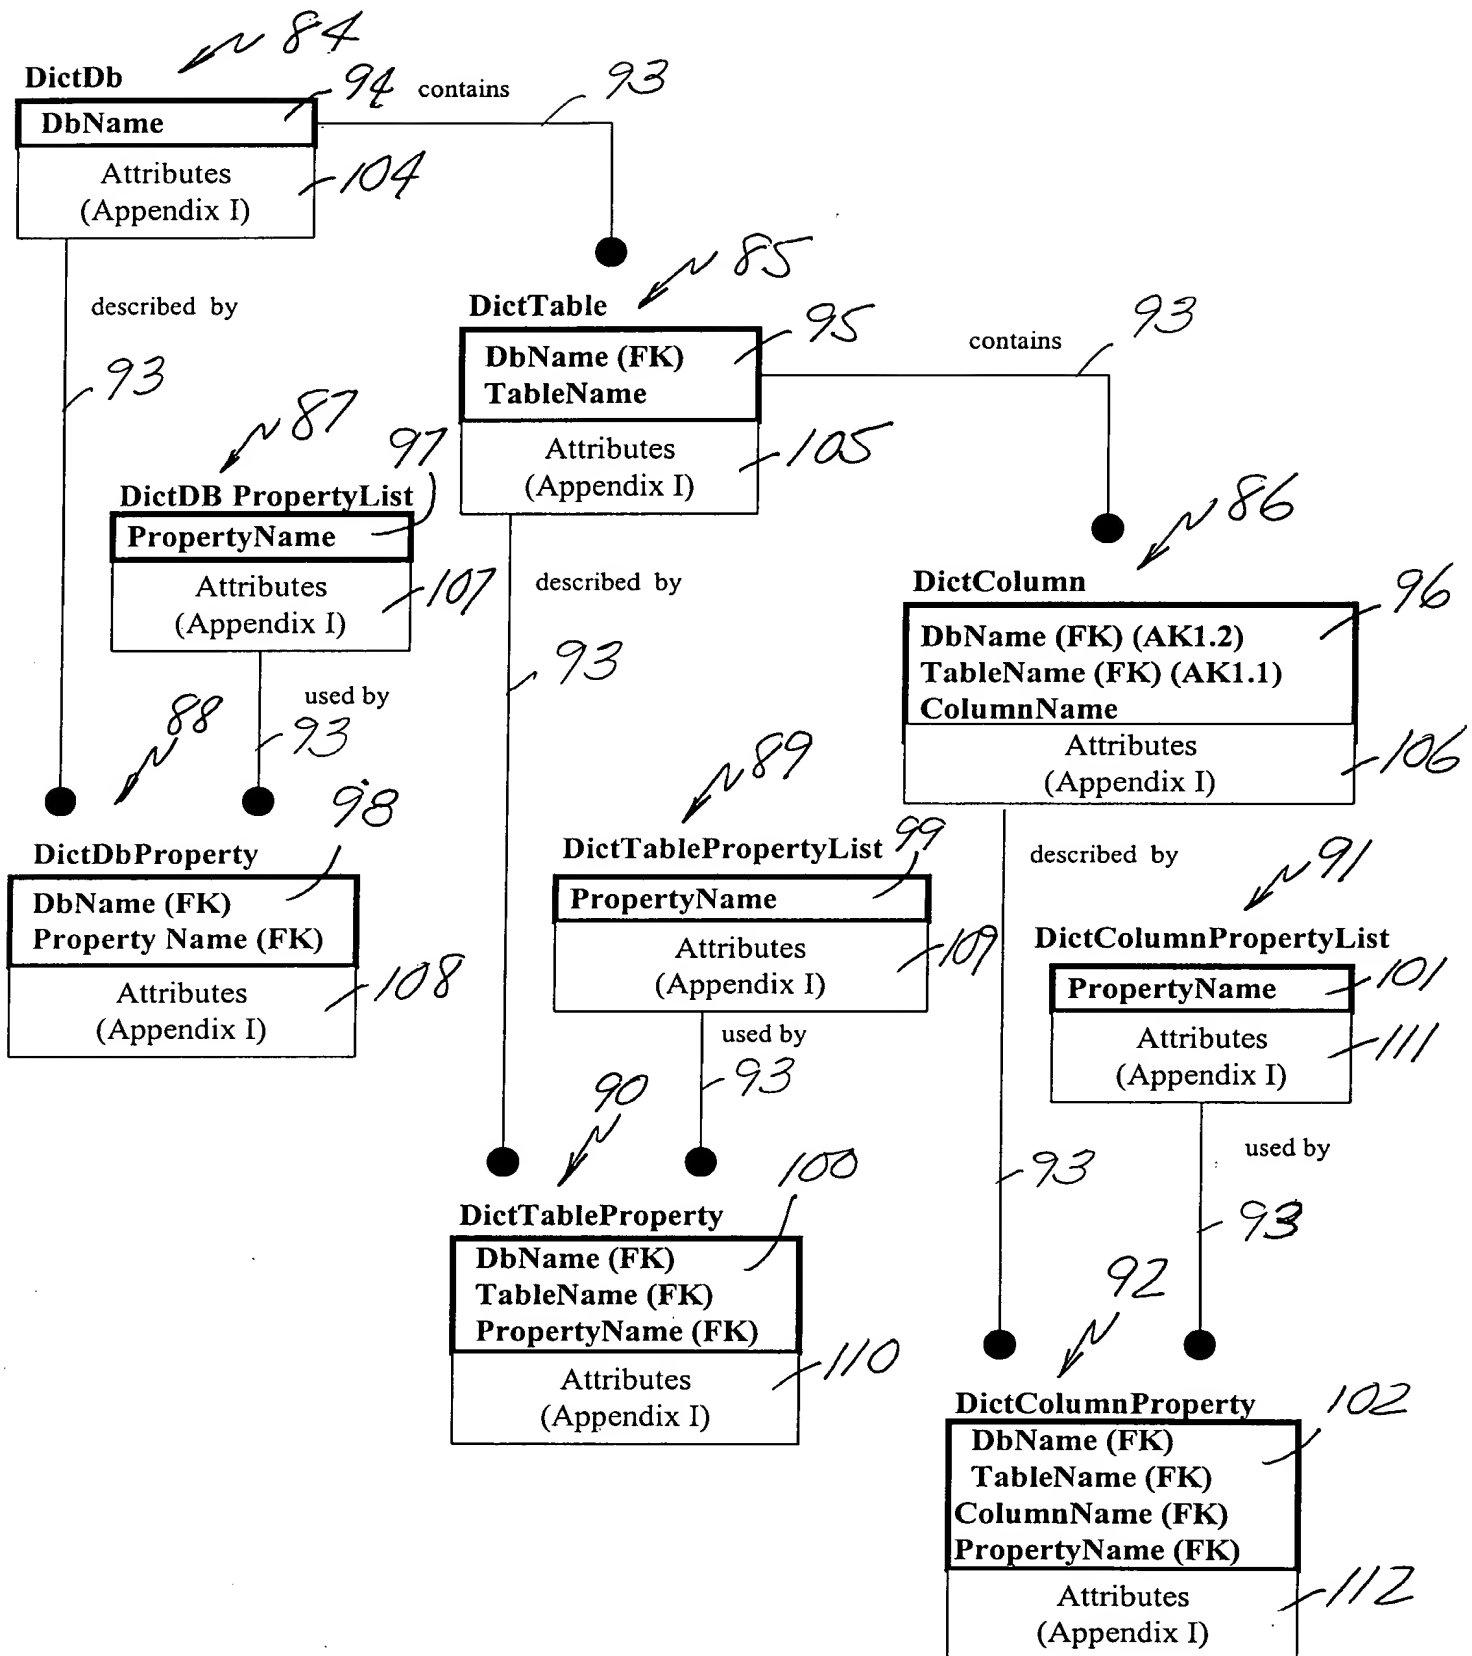 84
DictDb
94
contains
93
DbName
Attributes
(Appendix I)
104
85
described by
DictTable
95
93
contains
DbName (FK)
TableName
93
87
97
Attributes
(Appendix I)
105
DictDB PropertyList
PropertyName
86
Attributes
(Appendix I)
107
described by
DictColumn
96
DbName (FK) (AK1.2)
TableName (FK) (AK1.1)
ColumnName
93
used by
88
93
89
Attributes
(Appendix I)
106
98
DictDbProperty
DictTablePropertyList
99
described by
91
DbName (FK)
Property Name (FK)
PropertyName
DictColumnPropertyList
Attributes
(Appendix I)
109
PropertyName
101
Attributes
(Appendix I)
108
used by
Attributes
(Appendix I)
111
90
93
100
93
used by
DictTableProperty
93
DbName (FK)
TableName (FK)
PropertyName (FK)
92
Attributes
(Appendix I)
110
DictColumnProperty
102
DbName (FK)
TableName (FK)
ColumnName (FK)
PropertyName (FK)
Attributes
(Appendix I)
112